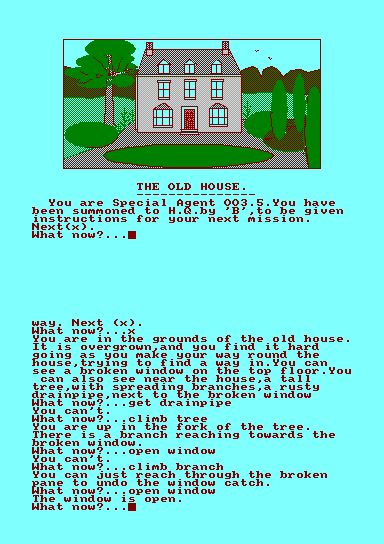 THE OLD HOUSE.
----------------
You are Special Agent 003.5.You have
been summoned to H.Q.by 'B',to be given
instructions for your next mission.
Next(x).
What now?...
way. Next (x).
What now?...x
You are in the grounds of the old house.
It is overgrown,and you find it hard
going as you make your way round the
house,trying to find a way in.You can
see a broken window on the top floor.You
can also see near the house,a tall
tree,with spreading branches,a rusty
drainpipe,next to the broken window
What now?...get drainpipe
You can't.
What now?...climb tree
You are up in the fork of the tree.
There is a branch reaching towards the
broken window.
What now?...open window
You can't.
What now?...climb branch
You can just reach through the broken
pane to undo the window catch.
What now?...open window
The window is open.
What now?...